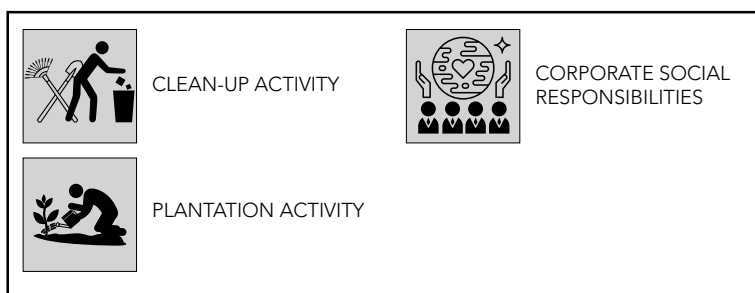 CLEAN-UP ACTIVITY
CORPORATE SOCIAL
RESPONSIBILITIES
PLANTATION ACTIVITY